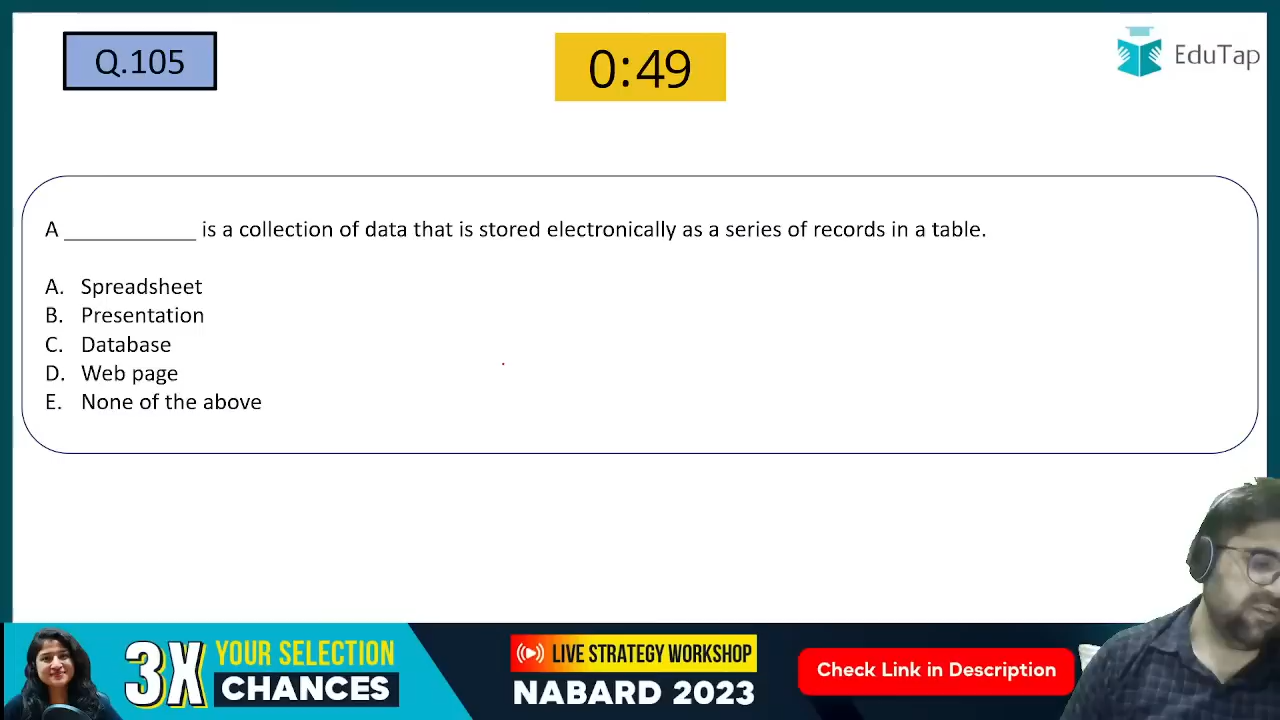 Q.105
0:49
EduTap
A ____________ is a collection of data that is stored electronically as a series of records in a table.
A. Spreadsheet
B. Presentation
C. Database
D. Web page
E. None of the above
3X YOUR SELECTION CHANCES
LIVE STRATEGY WORKSHOP
NABARD 2023
Check Link in Description